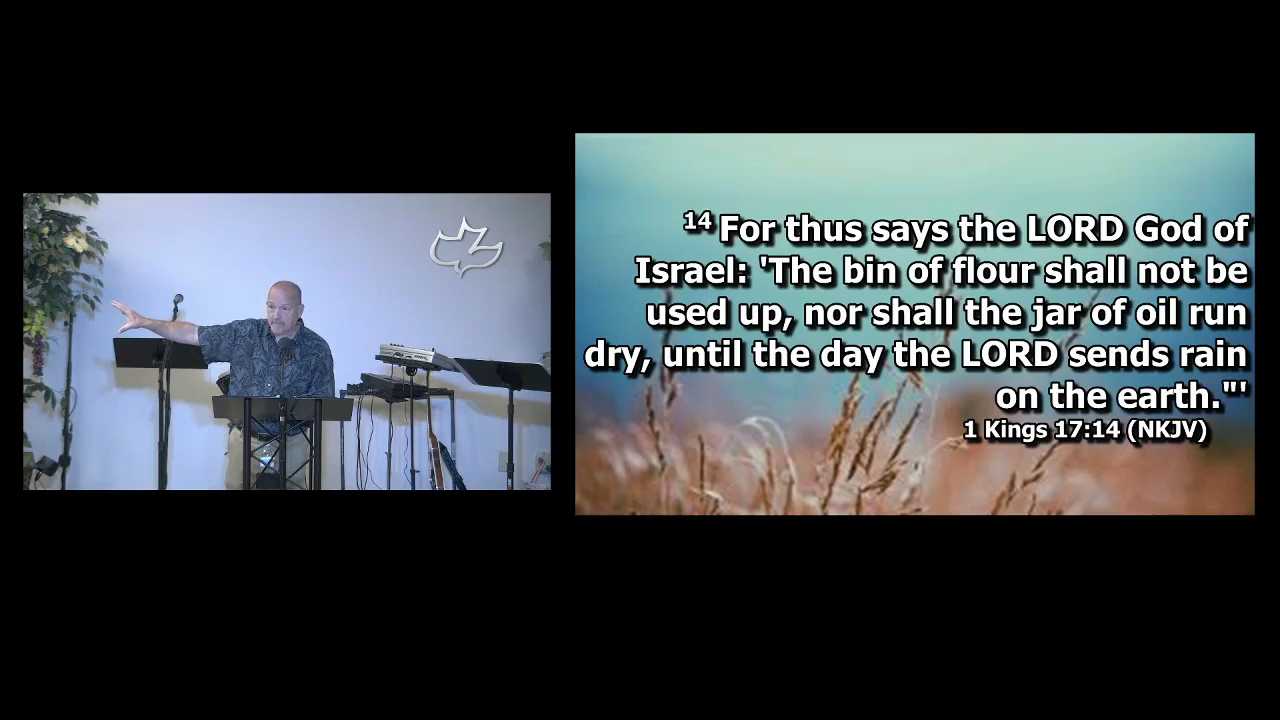 14 For thus says the LORD God of
Israel: 'The bin of flour shall not be
used up, nor shall the jar of oil run
dry, until the day the LORD sends rain
on the earth."'
1 Kings 17:14 (NKJV)